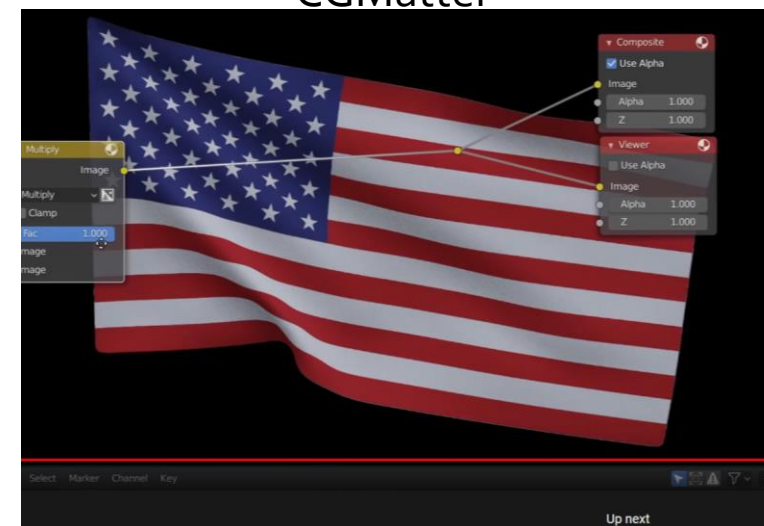 CGMatter
Composite
Use Alpha
Image
Alpha 1.000
Z 1.000
Multiply
Image
Multiply
Clamp
Fac 1.000
mage
mage
Viewer
Use Alpha
Image
Alpha 1.000
Z 1.000
Select Marker Channel Key
Up next